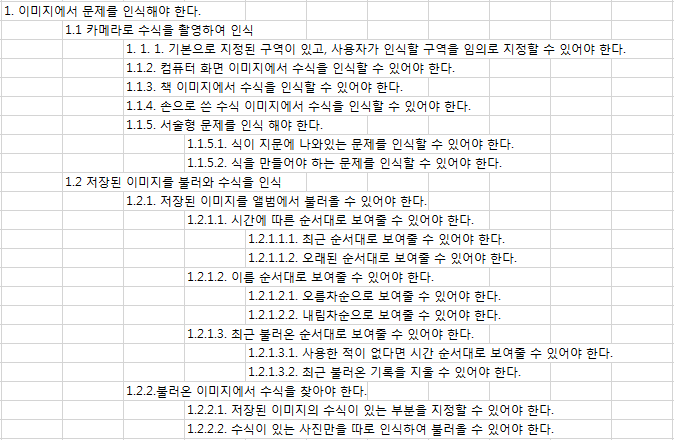 1. 이미지에서 문제를 인식해야 한다.
1.1 카메라로 수식을 촬영하여 인식
1. 1. 1. 기본으로 지정된 구역이 있고, 사용자가 인식할 구역을 임의로 지정할 수 있어야 한다.
1.1.2. 컴퓨터 화면 이미지에서 수식을 인식할 수 있어야 한다.
1.1.3. 책 이미지에서 수식을 인식할 수 있어야 한다.
1.1.4. 손으로 쓴 수식 이미지에서 수식을 인식할 수 있어야 한다.
1.1.5. 서술형 문제를 인식 해야 한다.
1.1.5.1. 식이 지문에 나와있는 문제를 인식할 수 있어야 한다.
1.1.5.2. 식을 만들어야 하는 문제를 인식할 수 있어야 한다.
1.2 저장된 이미지를 불러와 수식을 인식
1.2.1. 저장된 이미지를 앨범에서 불러올 수 있어야 한다.
1.2.1.1. 시간에 따른 순서대로 보여줄 수 있어야 한다.
1.2.1.1.1. 최근 순서대로 보여줄 수 있어야 한다.
1.2.1.1.2. 오래된 순서대로 보여줄 수 있어야 한다.
1.2.1.2. 이름 순서대로 보여줄 수 있어야 한다.
1.2.1.2.1. 오름차순으로 보여줄 수 있어야 한다.
1.2.1.2.2. 내림차순으로 보여줄 수 있어야 한다.
1.2.1.3. 최근 불러온 순서대로 보여줄 수 있어야 한다.
1.2.1.3.1. 사용한 적이 없다면 시간 순서대로 보여줄 수 있어야 한다.
1.2.1.3.2. 최근 불러온 기록을 지울 수 있어야 한다.
1.2.2.불러온 이미지에서 수식을 찾아야 한다.
1.2.2.1. 저장된 이미지의 수식이 있는 부분을 지정할 수 있어야 한다.
1.2.2.2. 수식이 있는 사진만을 따로 인식하여 불러올 수 있어야 한다.